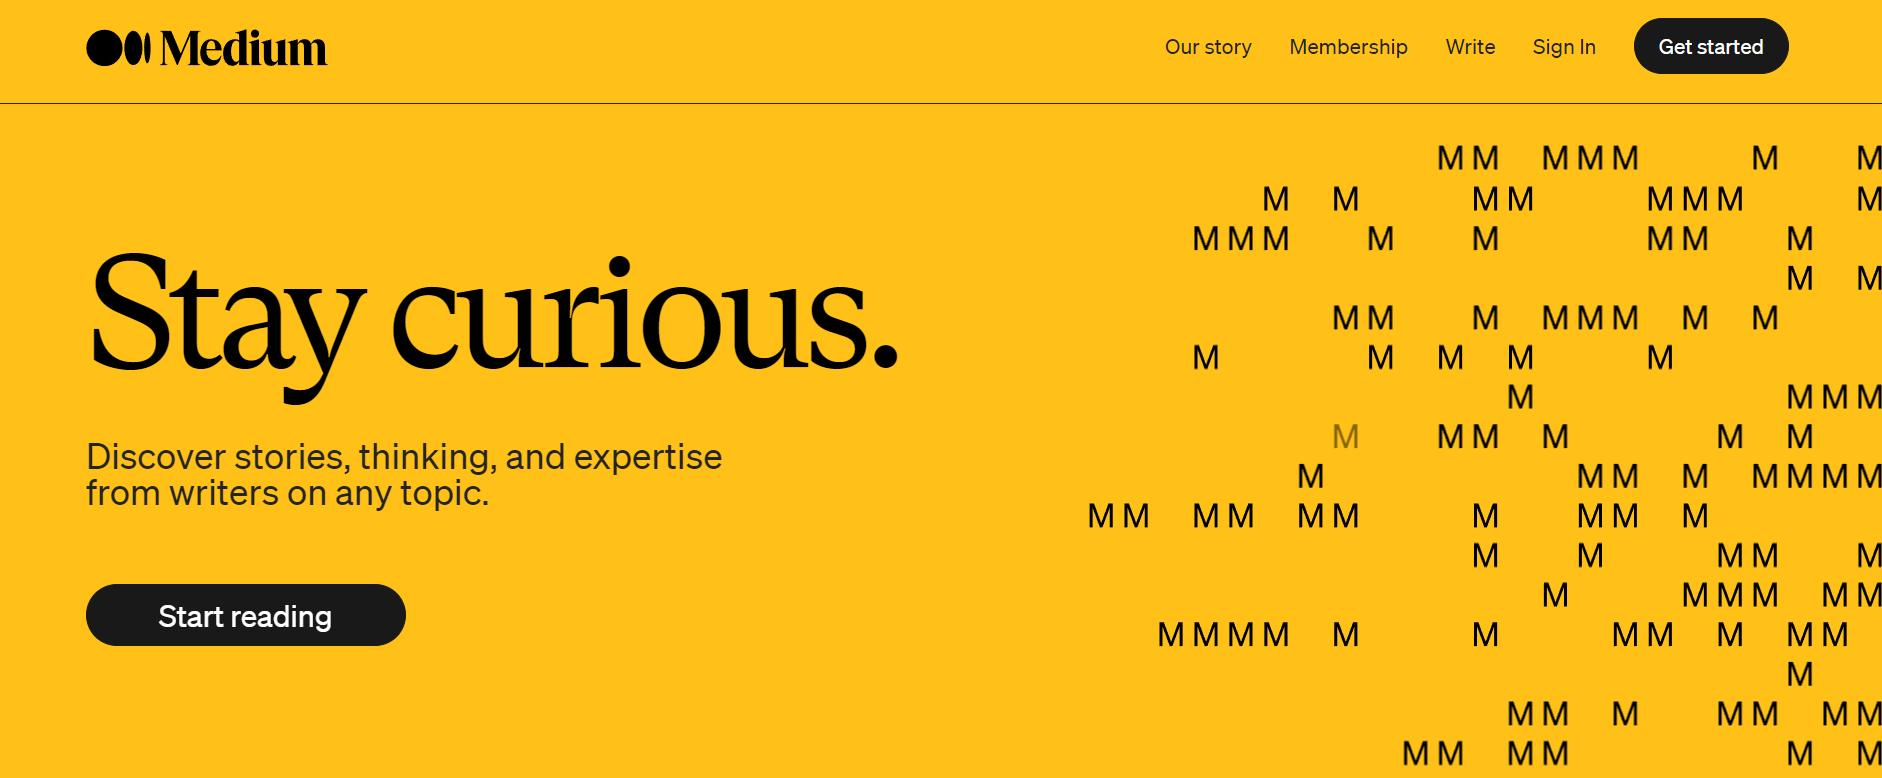 Medium
Our story Membership Write Sign In Get started
M M M M M M M
M M M M M M M M
M M M M M M M M
M M
M M M M M M M M
M M M M M
M M M M
M M M M M M
M M M M M M M M
M M M M M M M M M M
M M M M M
M M M M M M
M M M M M M M M M M M
M
M M M M M M M
M M M M M M
Stay curious.
Discover stories, thinking, and expertise
from writers on any topic.
Start reading